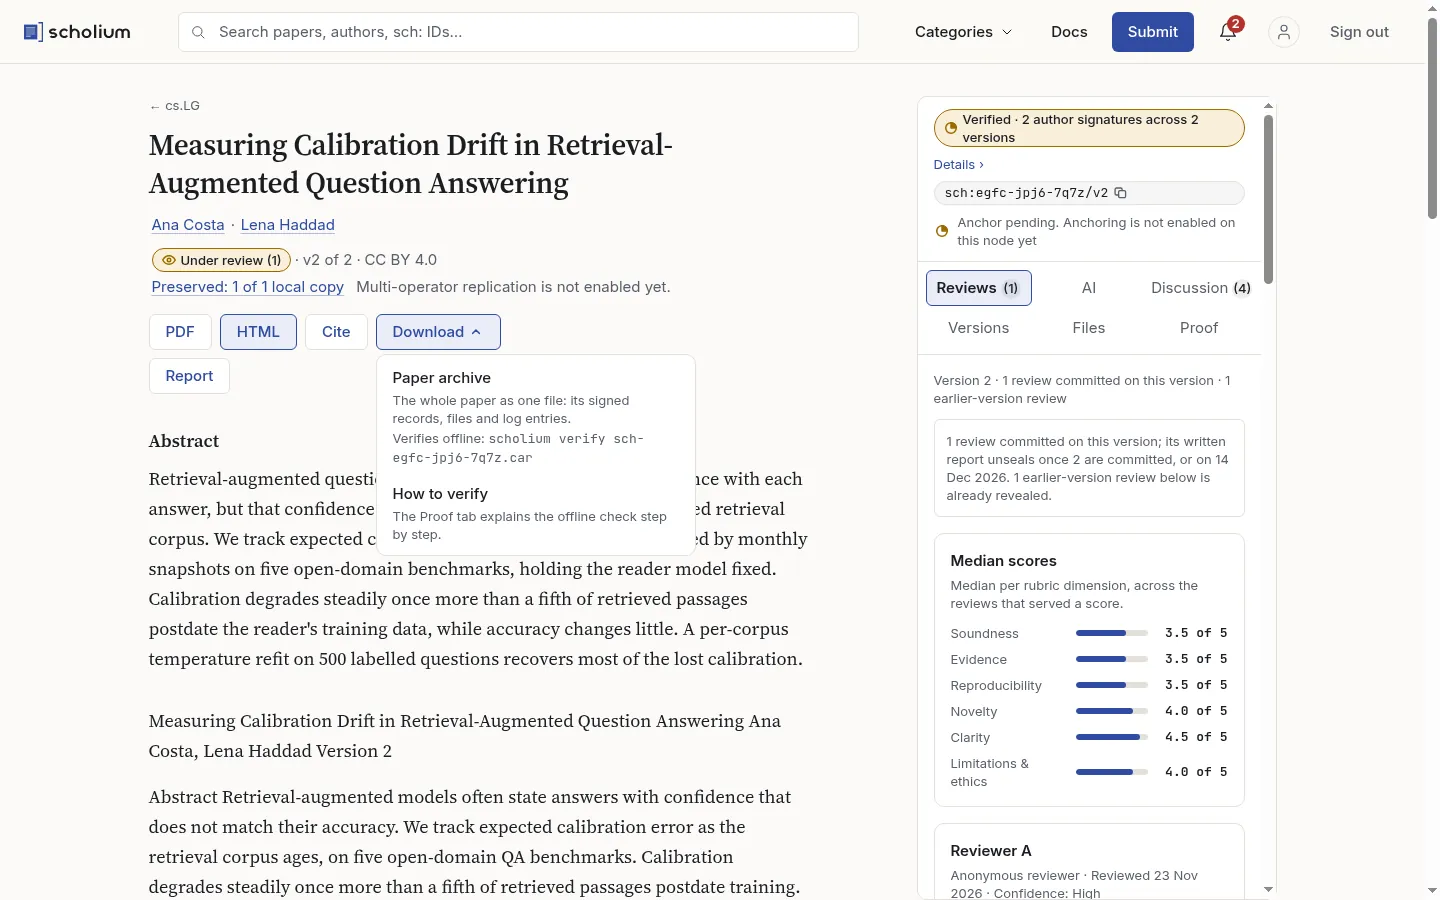 scholium
Search papers, authors, sch: IDs...
Categories
Docs
Submit
2
Sign out
← cs.LG
Measuring Calibration Drift in Retrieval-
Augmented Question Answering
Ana Costa · Lena Haddad
Under review (1) · v2 of 2 · CC BY 4.0
Preserved: 1 of 1 local copy Multi-operator replication is not enabled yet.
PDF
HTML
Cite
Download
Report
Paper archive
The whole paper as one file: its signed
records, files and log entries.
Verifies offline: scholium verify sch-
egfc-jpj6-7q7z.car
How to verify
The Proof tab explains the offline check step
by step.
Abstract
Retrieval-augmented questi nce with each
answer, but that confidence ed retrieval
corpus. We track expected c ed by monthly
snapshots on five open-domain benchmarks, holding the reader model fixed.
Calibration degrades steadily once more than a fifth of retrieved passages
postdate the reader's training data, while accuracy changes little. A per-corpus
temperature refit on 500 labelled questions recovers most of the lost calibration.
Measuring Calibration Drift in Retrieval-Augmented Question Answering Ana
Costa, Lena Haddad Version 2
Abstract Retrieval-augmented models often state answers with confidence that
does not match their accuracy. We track expected calibration error as the
retrieval corpus ages, on five open-domain QA benchmarks. Calibration
degrades steadily once more than a fifth of retrieved passages postdate training.
Verified · 2 author signatures across 2
versions
Details ›
sch:egfc-jpj6-7q7z/v2
Anchor pending. Anchoring is not enabled on
this node yet
Reviews (1)
AI
Discussion (4)
Versions
Files
Proof
Version 2 · 1 review committed on this version · 1
earlier-version review
1 review committed on this version; its written
report unseals once 2 are committed, or on 14
Dec 2026. 1 earlier-version review below is
already revealed.
Median scores
Median per rubric dimension, across the
reviews that served a score.
Soundness 3.5 of 5
Evidence 3.5 of 5
Reproducibility 3.5 of 5
Novelty 4.0 of 5
Clarity 4.5 of 5
Limitations &
ethics 4.0 of 5
Reviewer A
Anonymous reviewer · Reviewed 23 Nov
2026 · Confidence: High